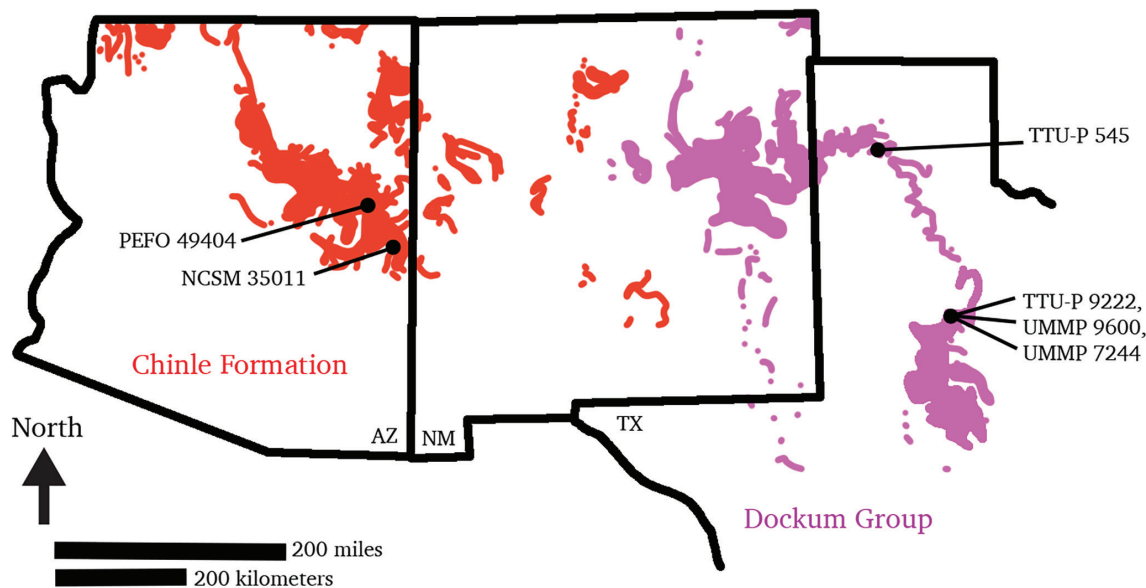 TTU-P 545
PEFO 49404
NCSM 35011
TTU-P 9222,
UMMP 9600,
UMMP 7244
Chinle Formation
North
AZ
NM
TX
Dockum Group
200 miles
200 kilometers